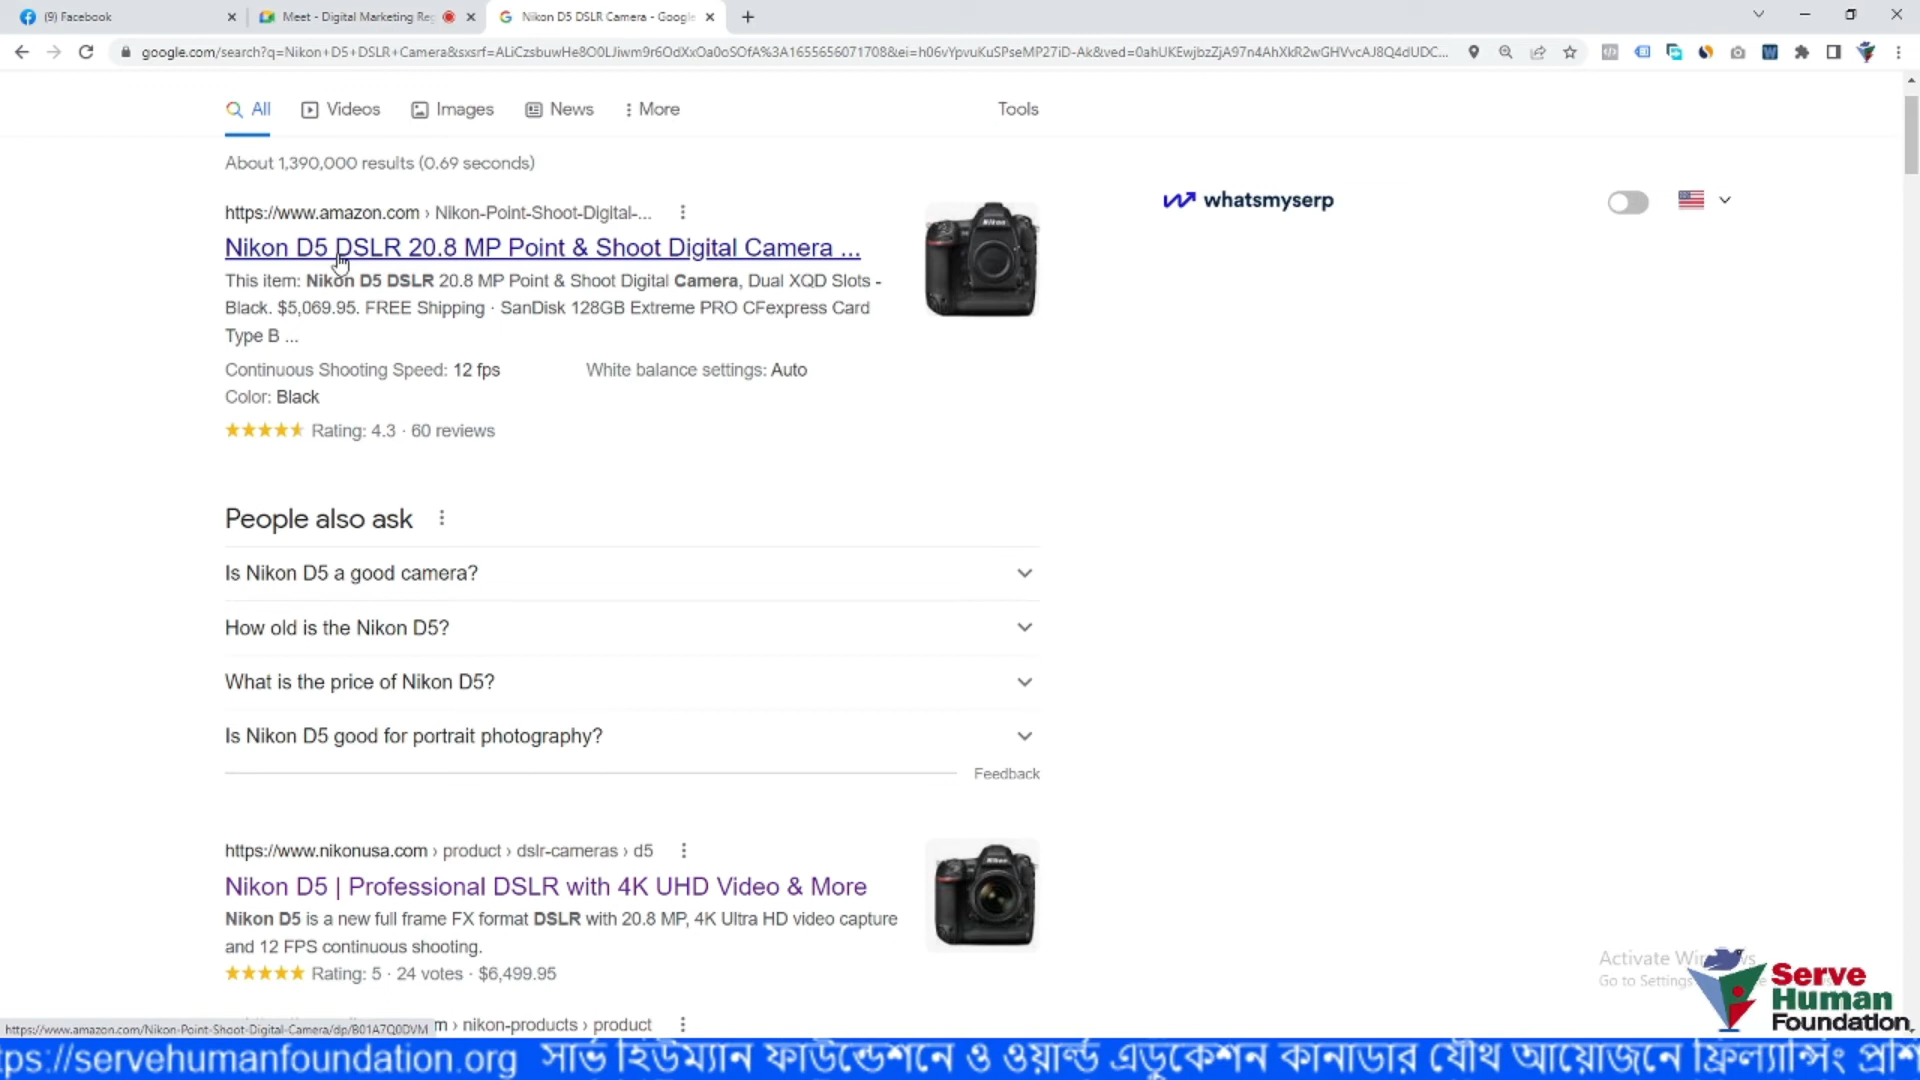 (9) Facebook
Meet - Digital Marketing Re
Nikon D5 DSLR Camera - Google
google.com/search?q=Nikon+D5+DSLR+Camera&sxsrf=ALiCzsbuwHe8O0LJiwm9r6OdXxOa0oSOfA%3A1655656071708&ei=h06vYpvuKuSPseMP27iD-Ak&ved=0ahUKEwjbzZjA97n4AhXkR2wGHVvcAJ8Q4dUDC...
All
Videos
Images
News
More
Tools
About 1,390,000 results (0.69 seconds)
https://www.amazon.com › Nikon-Point-Shoot-Digital-...
whatsmyserp
Nikon D5 DSLR 20.8 MP Point & Shoot Digital Camera ...
This item: Nikon D5 DSLR 20.8 MP Point & Shoot Digital Camera, Dual XQD Slots -
Black. $5,069.95. FREE Shipping · SanDisk 128GB Extreme PRO CFexpress Card
Type B ...
Continuous Shooting Speed: 12 fps
White balance settings: Auto
Color: Black
Rating: 4.3 · 60 reviews
People also ask
Is Nikon D5 a good camera?
How old is the Nikon D5?
What is the price of Nikon D5?
Is Nikon D5 good for portrait photography?
Feedback
https://www.nikonusa.com › product › dslr-cameras › d5
Nikon D5 | Professional DSLR with 4K UHD Video & More
Nikon D5 is a new full frame FX format DSLR with 20.8 MP, 4K Ultra HD video capture
and 12 FPS continuous shooting.
Rating: 5 · 24 votes · $6,499.95
Activate
Go to Settings
Serve
Human
Foundation
m › nikon-products › product
https://www.amazon.com/Nikon-Point-Shoot-Digital-Camera/dp/B01A7Q0DVM
tps://servehumanfoundation.org সার্ভ হিউম্যান ফাউন্ডেশনে ও ওয়ার্ল্ড এডুকেশন কানাডার যৌথ আয়োজনে ফ্রিল্যান্সিং প্রশি